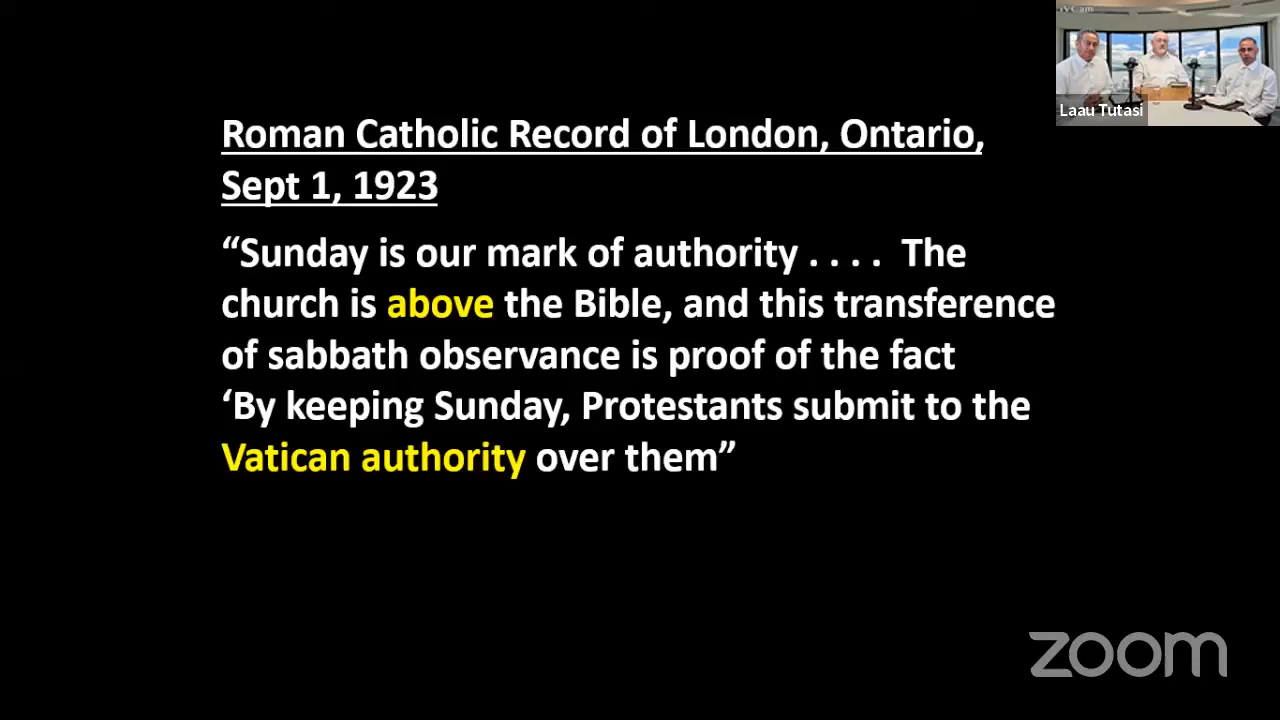 Laau Tutasi
Roman Catholic Record of London, Ontario,
Sept 1, 1923
“Sunday is our mark of authority . . . .  The
church is above the Bible, and this transference
of sabbath observance is proof of the fact
‘By keeping Sunday, Protestants submit to the
Vatican authority over them”
zoom